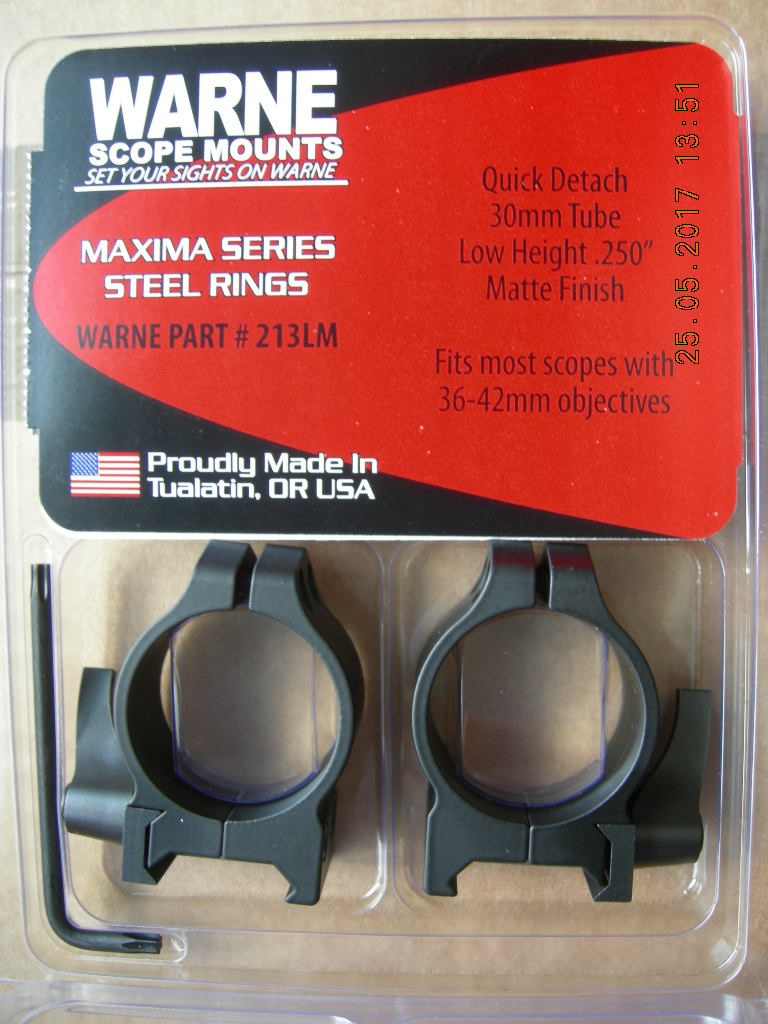 WARNE
SCOPE MOUNTS
SET YOUR SIGHTS ON WARNE
MAXIMA SERIES
STEEL RINGS
WARNE PART # 213LM
Quick Detach
30mm Tube
Low Height .250”
Matte Finish
Fits most scopes with
36-42mm objectives
Proudly Made In
Tualatin, OR USA
25.05.2017 13:51